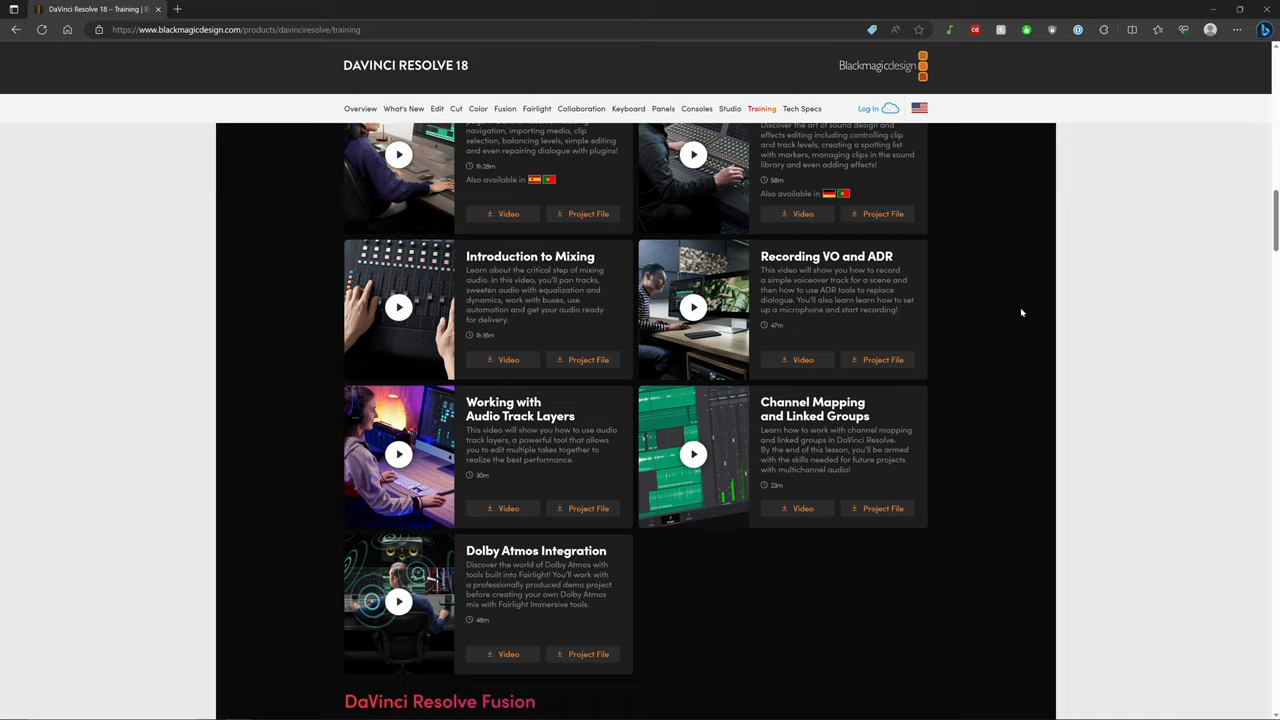 DaVinci Resolve 18 – Training | B
https://www.blackmagicdesign.com/products/davinciresolve/training
DAVINCI RESOLVE 18
Blackmagicdesign
Overview What's New Edit Cut Color Fusion Fairlight Collaboration Keyboard Panels Consoles Studio Training Tech Specs Log In
navigation, importing media, clip
selection, balancing levels, simple editing
and even repairing dialogue with plugins!
1h 28m
Also available in
Video Project File
Discover the art of sound design and
effects editing including controlling clip
and track levels, creating a spotting list
with markers, managing clips in the sound
library and even adding effects!
58m
Also available in
Video Project File
Introduction to Mixing
Learn about the critical step of mixing
audio. In this video, you'll pan tracks,
sweeten audio with equalization and
dynamics, work with buses, use
automation and get your audio ready
for delivery.
1h 18m
Video Project File
Recording VO and ADR
This video will show you how to record
a simple voiceover track for a scene and
then how to use ADR tools to replace
dialogue. You'll also learn learn how to set
up a microphone and start recording!
47m
Video Project File
Working with
Audio Track Layers
This video will show you how to use audio
track layers, a powerful tool that allows
you to edit multiple takes together to
realize the best performance.
30m
Video Project File
Channel Mapping
and Linked Groups
Learn how to work with channel mapping
and linked groups in DaVinci Resolve.
By the end of this lesson, you'll be armed
with the skills needed for future projects
with multichannel audio!
23m
Video Project File
Dolby Atmos Integration
Discover the world of Dolby Atmos with
tools built into Fairlight! You'll work with
a professionally produced demo project
before creating your own Dolby Atmos
mix with Fairlight Immersive tools.
48m
Video Project File
DaVinci Resolve Fusion